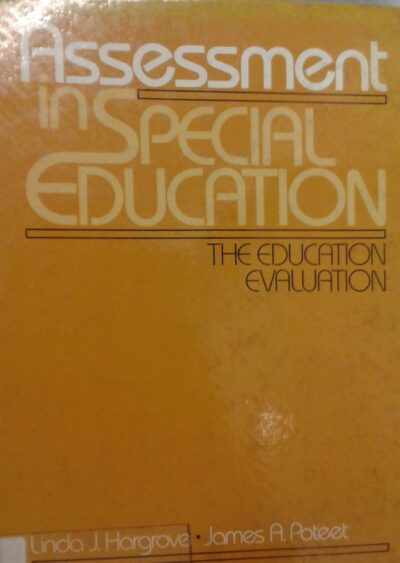 Assessment
in Special
Education
THE EDUCATION
EVALUATION
Linda J. Hargrove • James A. Poteet